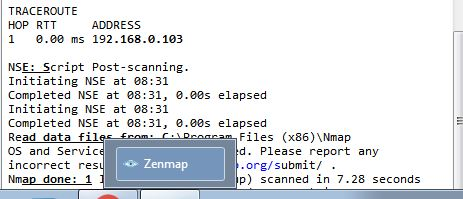 TRACEROUTE
HOP RTT ADDRESS
1 0.00 ms 192.168.0.103
NSE: Script Post-scanning.
Initiating NSE at 08:31
Completed NSE at 08:31, 0.00s elapsed
Initiating NSE at 08:31
Completed NSE at 08:31, 0.00s elapsed
Read data files from: C:\Program Files (x86)\Nmap
OS and Service ed. Please report any
incorrect resu .org/submit/ .
Zenmap
Nmap done: 1 scanned in 7.28 seconds